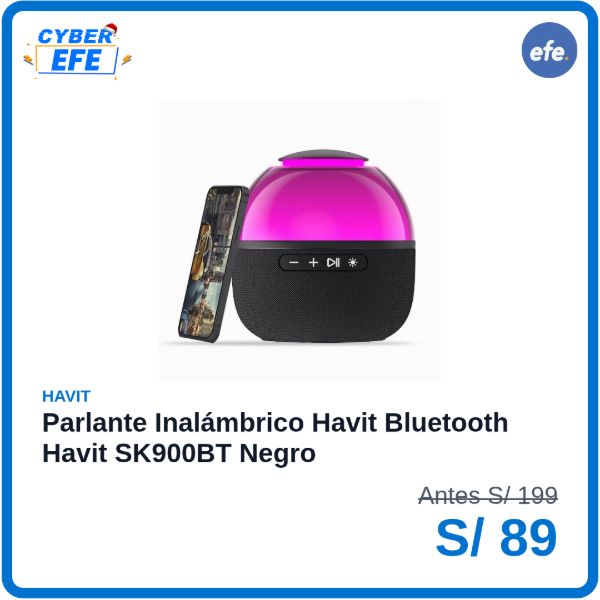 CYBER
EFE
efe.
HAVIT
Parlante Inalámbrico Havit Bluetooth
Havit SK900BT Negro
Antes S/ 199
S/ 89